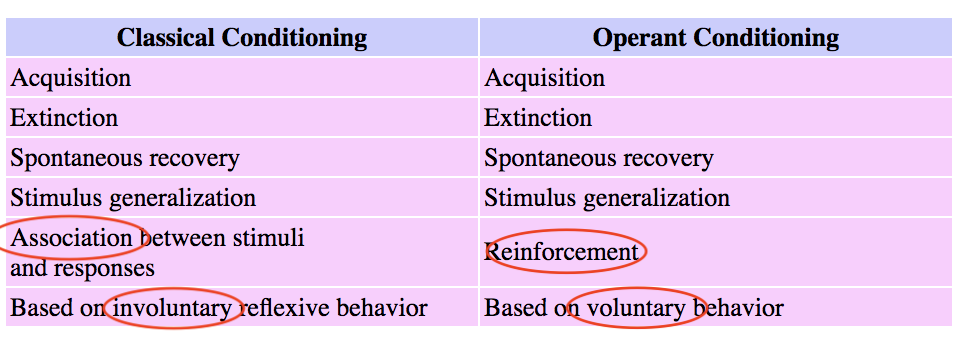 Classical Conditioning Operant Conditioning
Acquisition Acquisition
Extinction Extinction
Spontaneous recovery Spontaneous recovery
Stimulus generalization Stimulus generalization
Association between stimuli
and responses
Reinforcement
Based on involuntary reflexive behavior Based on voluntary behavior